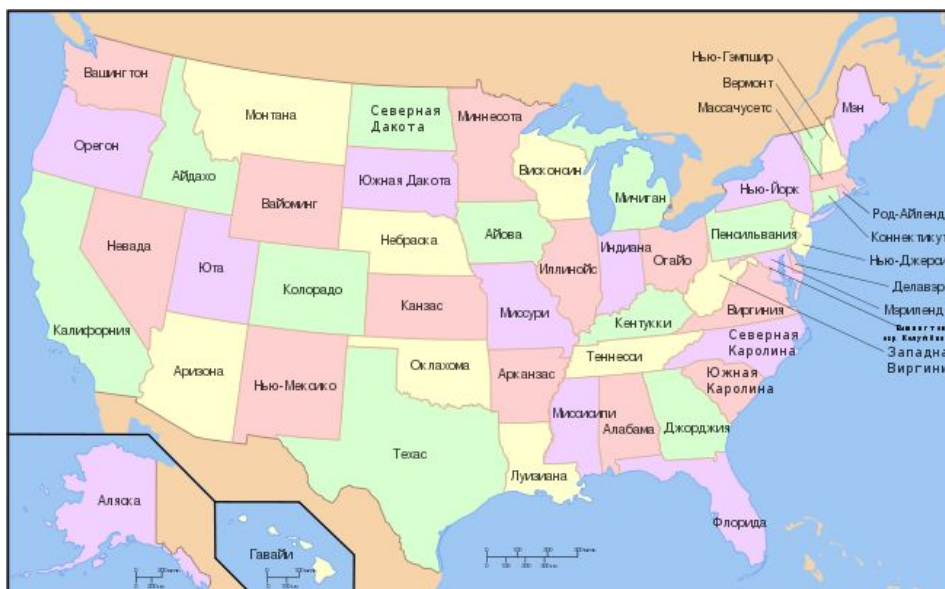 Нью-Гэмпшир
Вермонт
Массачусетс
Мэн
Вашингтон
Монтана
Северная
Дакота
Миннесота
Орегон
Айдахо
Висконсин
Южная Дакота
Мичиган
Нью-Йорк
Вайоминг
Род-Айленд
Пенсильвания
Коннектикут
Небраска
Айова
Невада
Индиана
Огайо
Нью-Джерси
Юта
Иллинойс
Колорадо
Делавэр
Канзас
Миссури
Мэриленд
Калифорния
Кентукки
Виргиния
Северная
Каролина
Западна
Виргини
Теннесси
Оклахома
Аризона
Арканзас
Южная
Каролина
Нью-Мексико
Миссисипи
Алабама
Джорджия
Техас
Луизиана
Аляска
Флорида
Гавайи